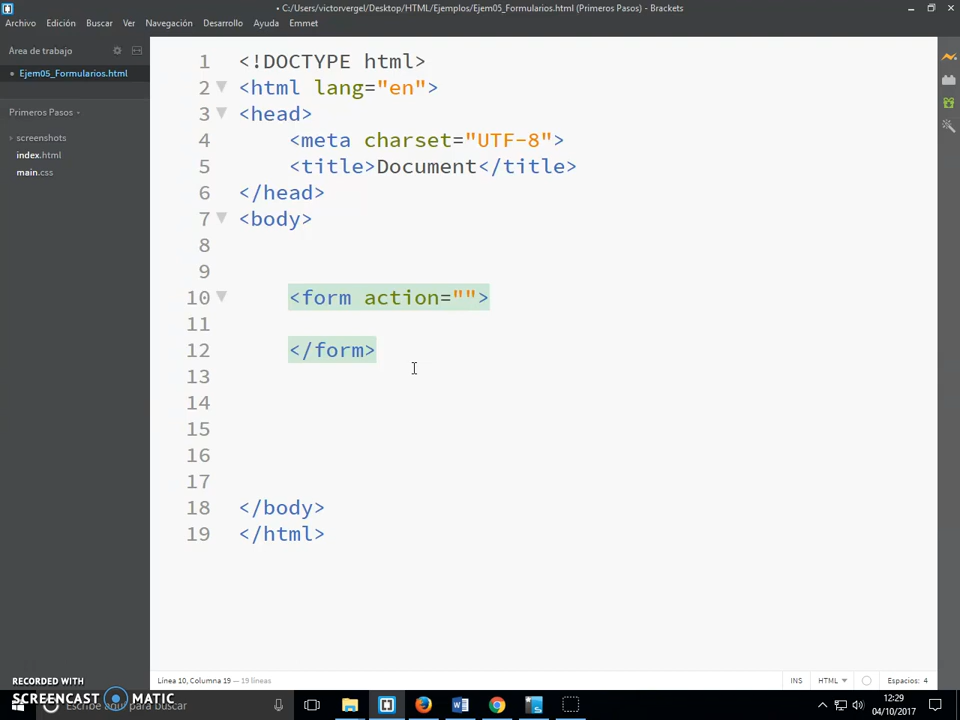 • C:/Users/victorvergel/Desktop/HTML/Ejemplos/Ejem05_Formularios.html (Primeros Pasos) - Brackets
Archivo Edición Buscar Ver Navegación Desarrollo Ayuda Emmet
Área de trabajo
• Ejem05_Formularios.html
Primeros Pasos
screenshots
index.html
main.css
1 <!DOCTYPE html>
2 <html lang="en">
3 <head>
4 <meta charset="UTF-8">
5 <title>Document</title>
6 </head>
7 <body>
8
9
10 <form action="">
11
12 </form>
13
14
15
16
17
18 </body>
19 </html>
Línea 10, Columna 19 — 19 líneas
INS HTML Espacios: 4
RECORDED WITH
SCREENCAST MATIC
Escribe aquí para buscar
12:29
04/10/2017